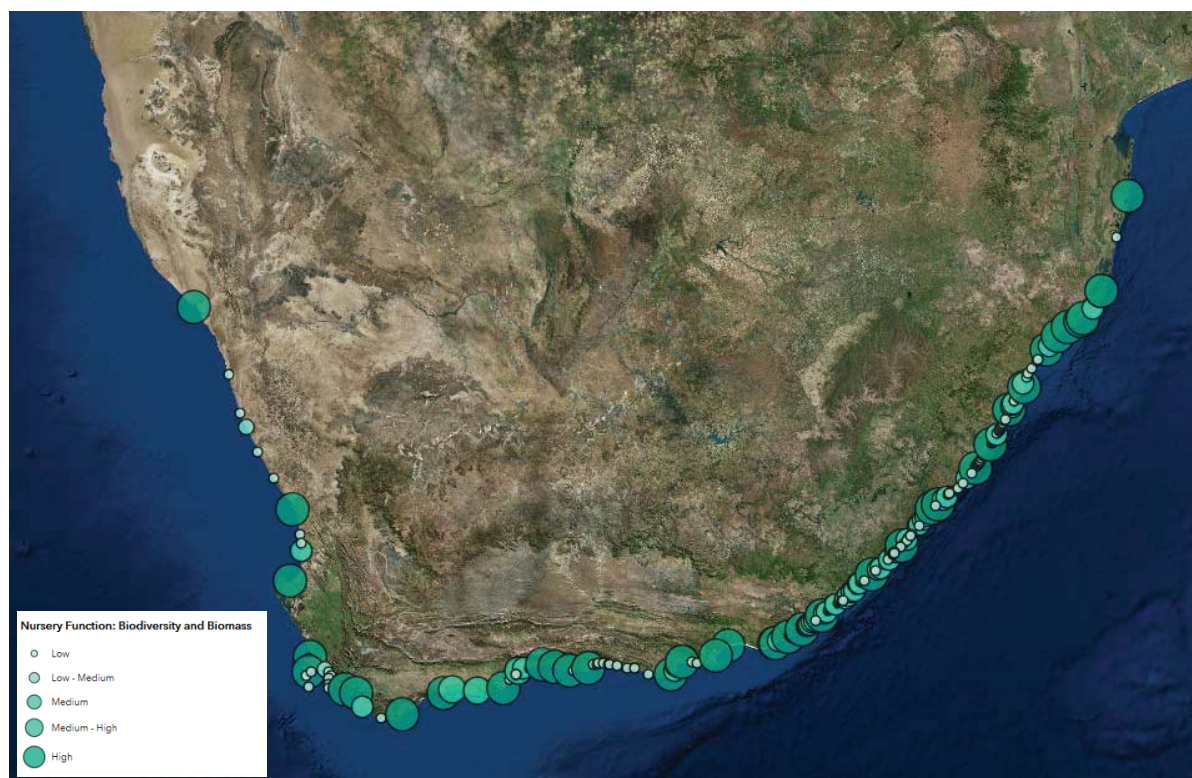 Nursery Function: Biodiversity and Biomass
Low
Low - Medium
Medium
Medium - High
High